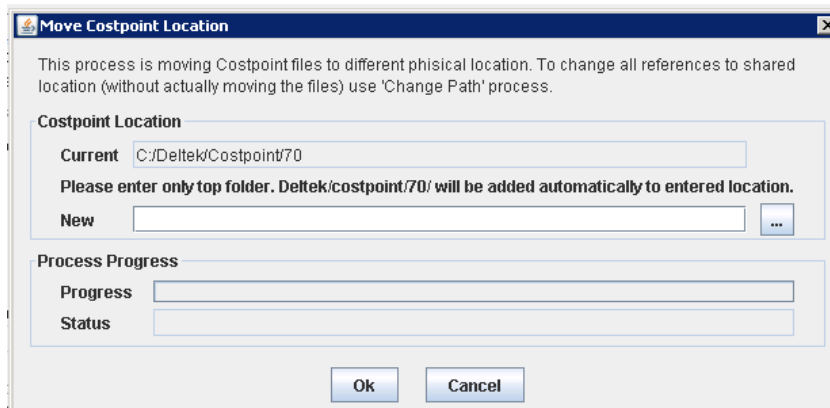 Move Costpoint Location
This process is moving Costpoint files to different phisical location. To change all references to shared
location (without actually moving the files) use 'Change Path' process.
Costpoint Location
Current C:/Deltek/Costpoint/70
Please enter only top folder. Deltek/costpoint/70/ will be added automatically to entered location.
New ...
Process Progress
Progress
Status
Ok Cancel